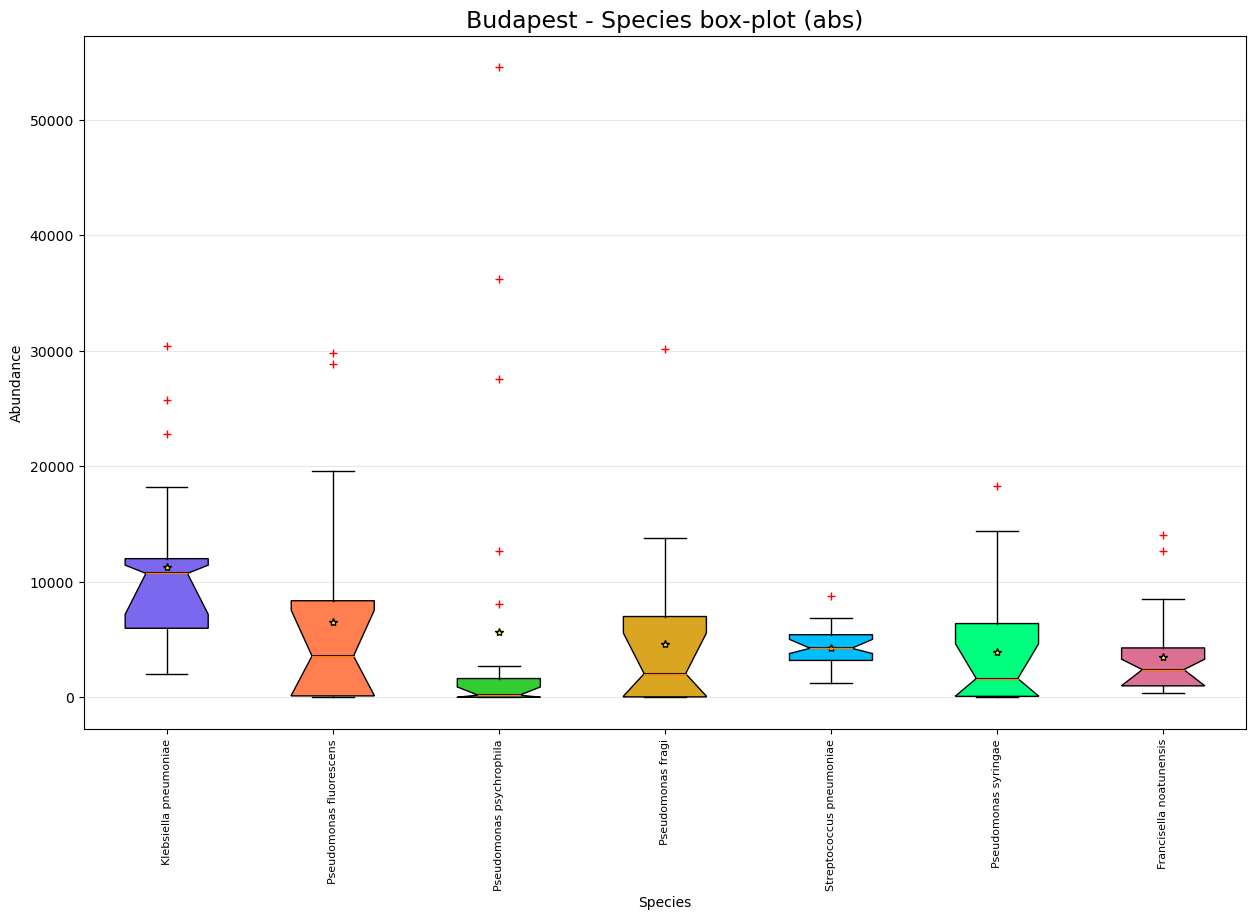 Budapest - Species box-plot (abs)
50000
40000
30000
20000
10000
0
Abundance
Klebsiella pneumoniae
Pseudomonas fluorescens
Pseudomonas psychrophila
Pseudomonas fragi
Streptococcus pneumoniae
Pseudomonas syringae
Francisella noatunensis
Species